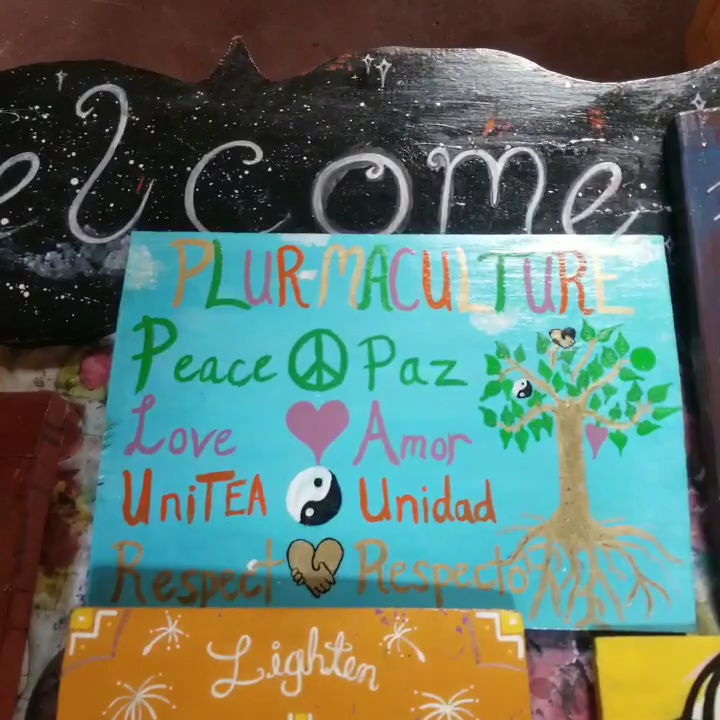 elcome
PLUR-MACULTURE
Peace Paz
Love Amor
UniTEA Unidad
Respect Respecto
Lighten